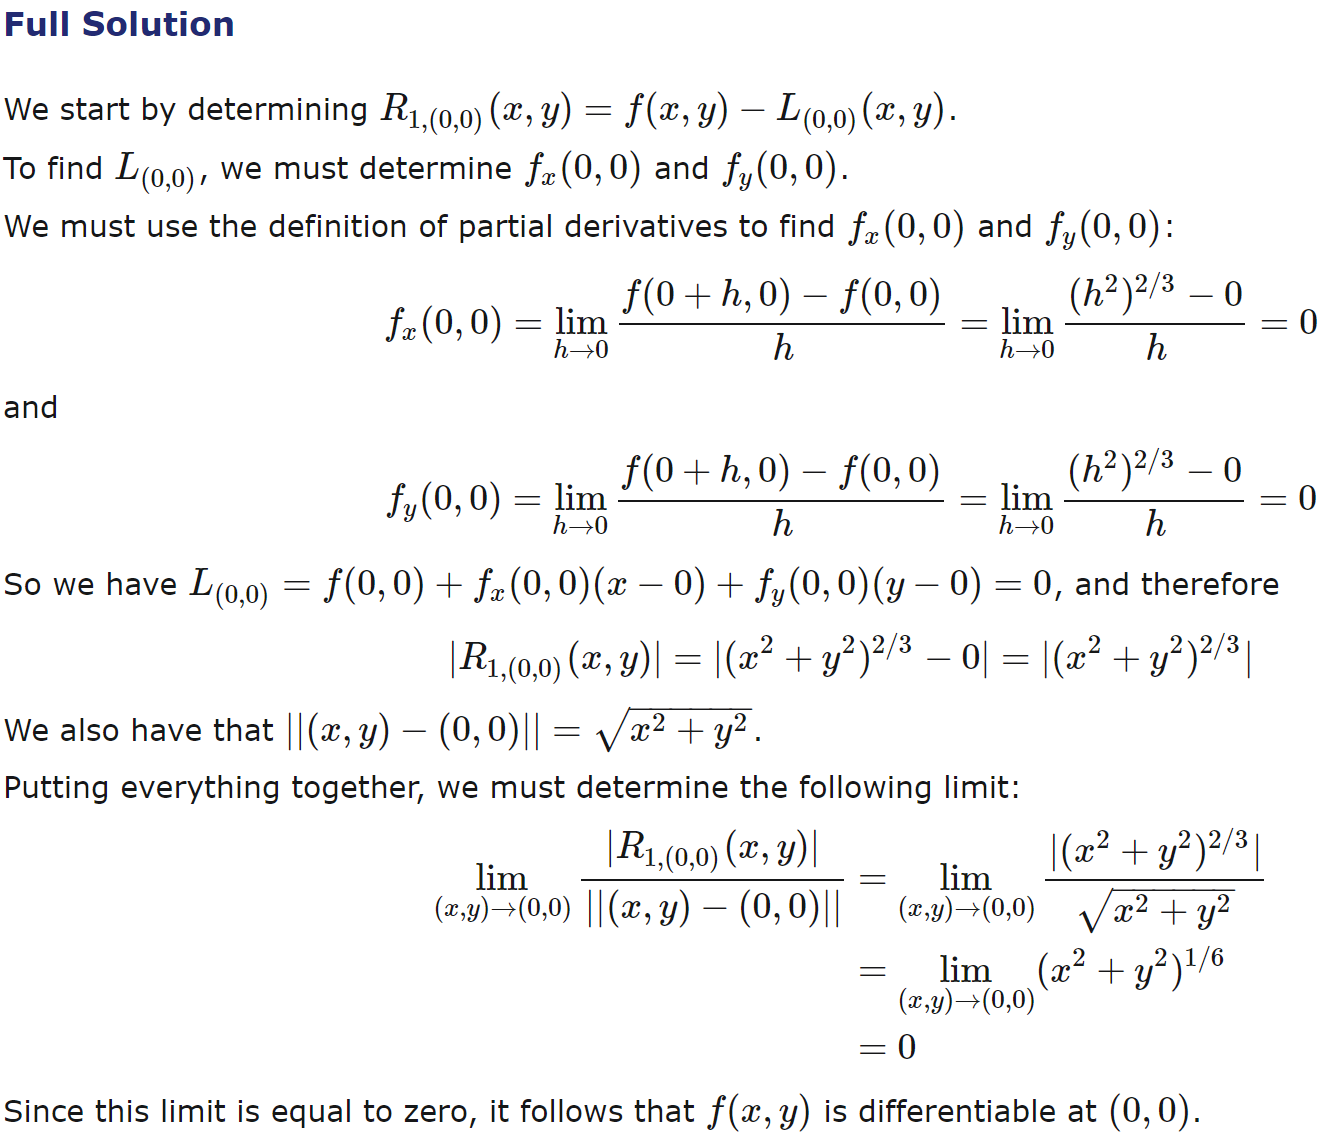 Full Solution
We start by determining $R_{1,(0,0)}(x,y) = f(x,y) - L_{(0,0)}(x,y)$.
To find $L_{(0,0)}$, we must determine $f_x(0,0)$ and $f_y(0,0)$.
We must use the definition of partial derivatives to find $f_x(0,0)$ and $f_y(0,0)$:
$f_x(0,0) = \lim_{h \to 0} \frac{f(0+h,0) - f(0,0)}{h} = \lim_{h \to 0} \frac{(h^2)^{2/3} - 0}{h} = 0$
and
$f_y(0,0) = \lim_{h \to 0} \frac{f(0+h,0) - f(0,0)}{h} = \lim_{h \to 0} \frac{(h^2)^{2/3} - 0}{h} = 0$
So we have $L_{(0,0)} = f(0,0) + f_x(0,0)(x-0) + f_y(0,0)(y-0) = 0$, and therefore
$|R_{1,(0,0)}(x,y)| = |(x^2+y^2)^{2/3} - 0| = |(x^2+y^2)^{2/3}|$
We also have that $||(x,y) - (0,0)|| = \sqrt{x^2+y^2}$.
Putting everything together, we must determine the following limit:
$\lim_{(x,y) \to (0,0)} \frac{|R_{1,(0,0)}(x,y)|}{||(x,y) - (0,0)||} = \lim_{(x,y) \to (0,0)} \frac{|(x^2+y^2)^{2/3}|}{\sqrt{x^2+y^2}}$
$= \lim_{(x,y) \to (0,0)} (x^2+y^2)^{1/6}$
$= 0$
Since this limit is equal to zero, it follows that $f(x,y)$ is differentiable at $(0,0)$.